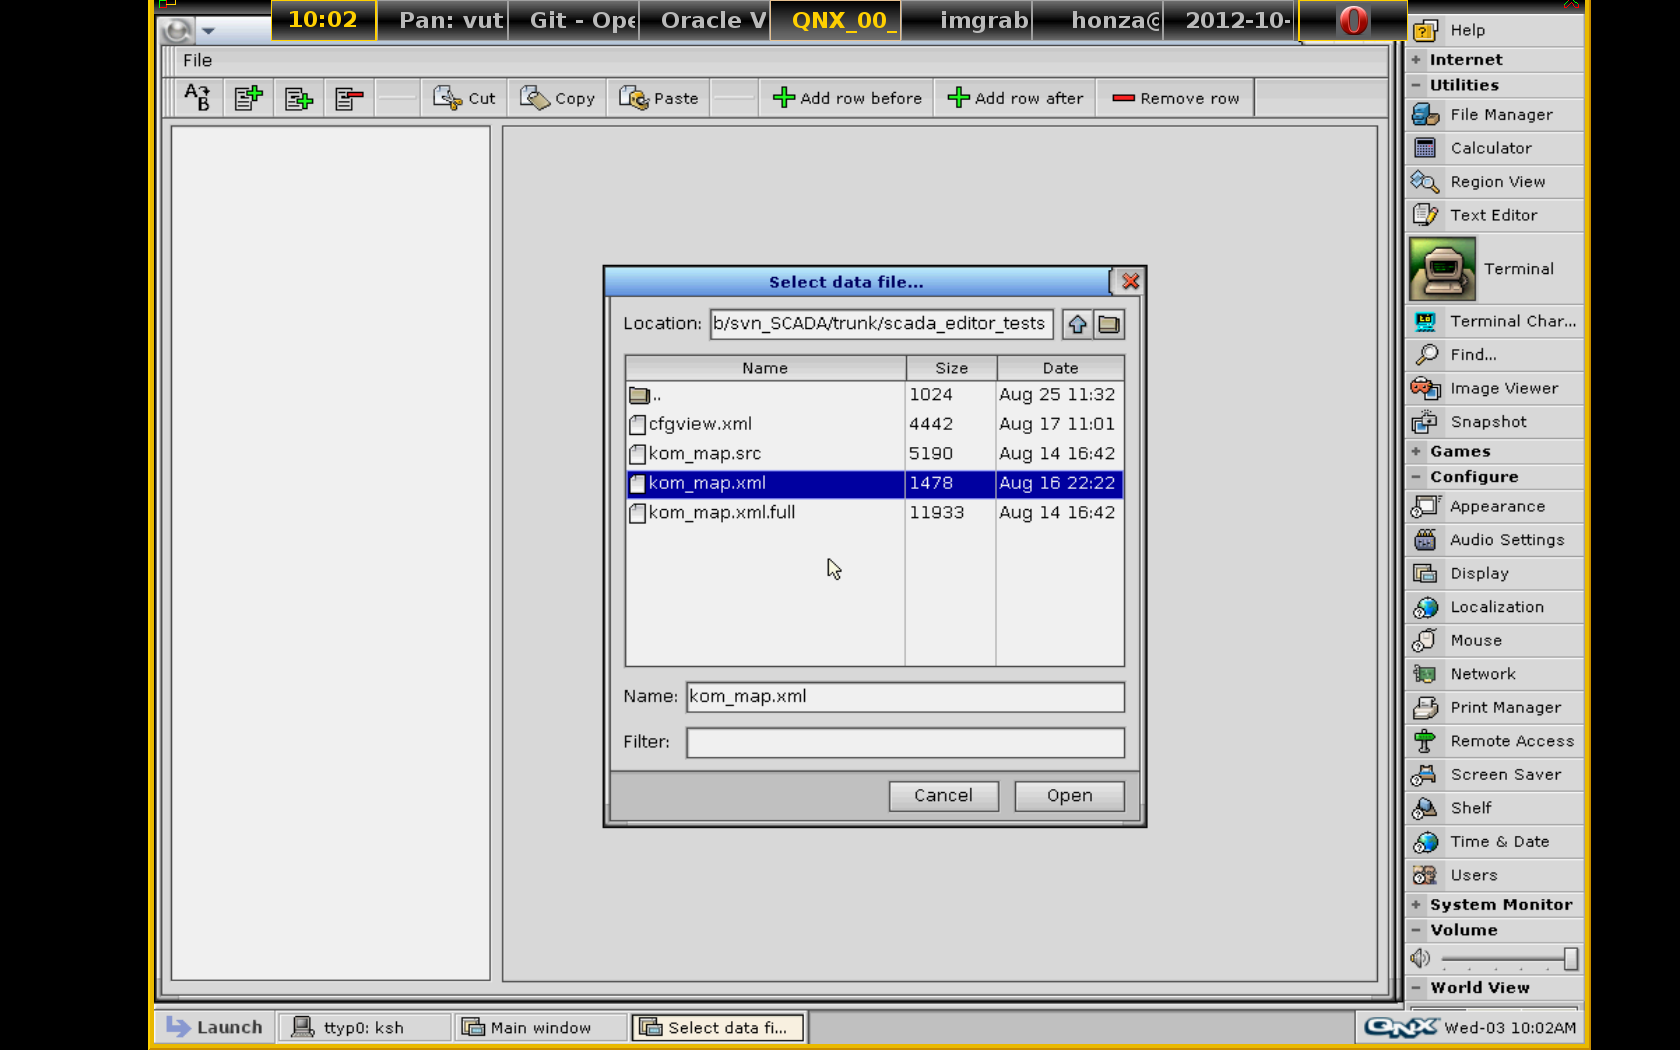 10:02 Pan: vut Git - Ope Oracle V QNX_00_ imgrab honza@ 2012-10-
File
Cut Copy Paste Add row before Add row after Remove row
Select data file...
Location: b/svn_SCADA/trunk/scada_editor_tests
Name Size Date
.. 1024 Aug 25 11:32
cfgview.xml 4442 Aug 17 11:01
kom_map.src 5190 Aug 14 16:42
kom_map.xml 1478 Aug 16 22:22
kom_map.xml.full 11933 Aug 14 16:42
Name: kom_map.xml
Filter:
Cancel Open
Help
Internet
Utilities
File Manager
Calculator
Region View
Text Editor
Terminal
Terminal Char...
Find...
Image Viewer
Snapshot
Games
Configure
Appearance
Audio Settings
Display
Localization
Mouse
Network
Print Manager
Remote Access
Screen Saver
Shelf
Time & Date
Users
System Monitor
Volume
World View
Launch ttyp0: ksh Main window Select data fi... QNX Wed-03 10:02AM